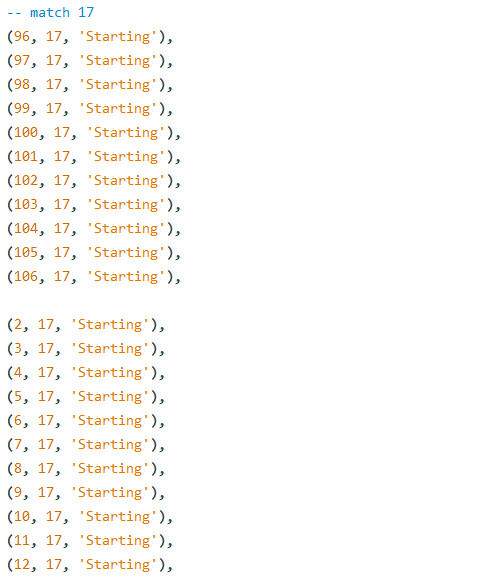 -- match 17
(96, 17, 'Starting'),
(97, 17, 'Starting'),
(98, 17, 'Starting'),
(99, 17, 'Starting'),
(100, 17, 'Starting'),
(101, 17, 'Starting'),
(102, 17, 'Starting'),
(103, 17, 'Starting'),
(104, 17, 'Starting'),
(105, 17, 'Starting'),
(106, 17, 'Starting'),

(2, 17, 'Starting'),
(3, 17, 'Starting'),
(4, 17, 'Starting'),
(5, 17, 'Starting'),
(6, 17, 'Starting'),
(7, 17, 'Starting'),
(8, 17, 'Starting'),
(9, 17, 'Starting'),
(10, 17, 'Starting'),
(11, 17, 'Starting'),
(12, 17, 'Starting'),